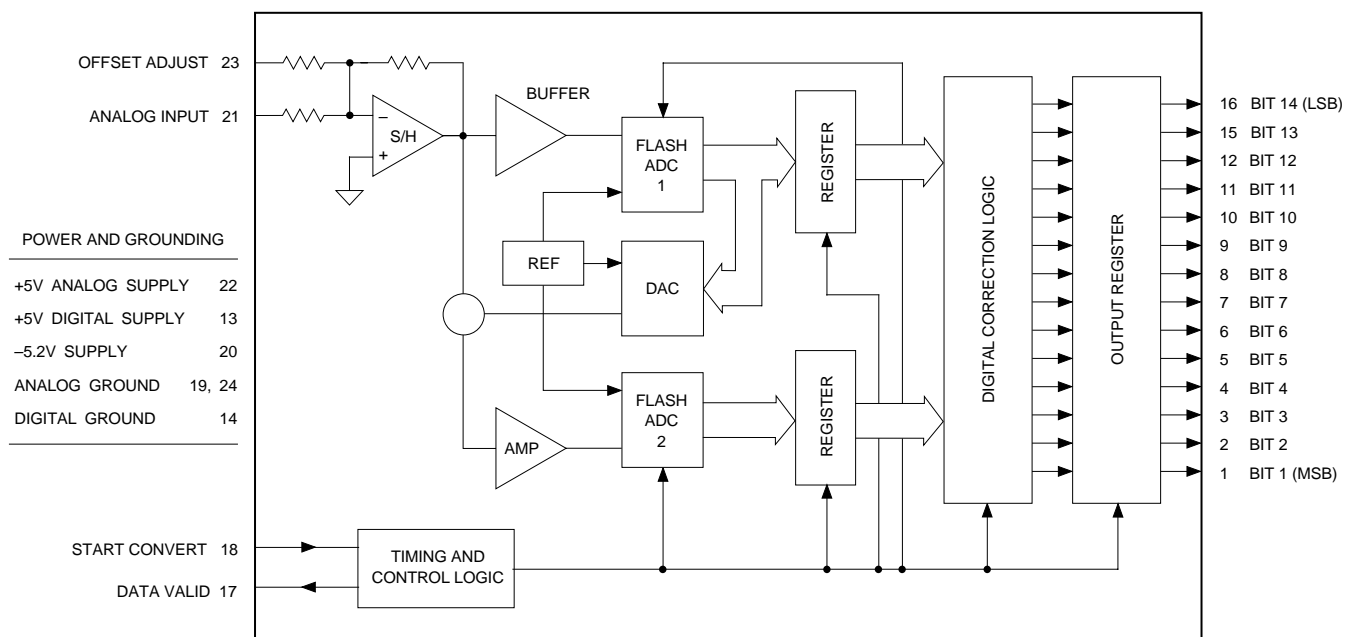 OFFSET ADJUST 23
ANALOG INPUT 21
S/H
BUFFER
FLASH
ADC
1
REGISTER
REF
DAC
AMP
FLASH
ADC
2
REGISTER
DIGITAL CORRECTION LOGIC
OUTPUT REGISTER
16 BIT 14 (LSB)
15 BIT 13
12 BIT 12
11 BIT 11
10 BIT 10
9 BIT 9
8 BIT 8
7 BIT 7
6 BIT 6
5 BIT 5
4 BIT 4
3 BIT 3
2 BIT 2
1 BIT 1 (MSB)
POWER AND GROUNDING
+5V ANALOG SUPPLY 22
+5V DIGITAL SUPPLY 13
–5.2V SUPPLY 20
ANALOG GROUND 19, 24
DIGITAL GROUND 14
START CONVERT 18
DATA VALID 17
TIMING AND
CONTROL LOGIC